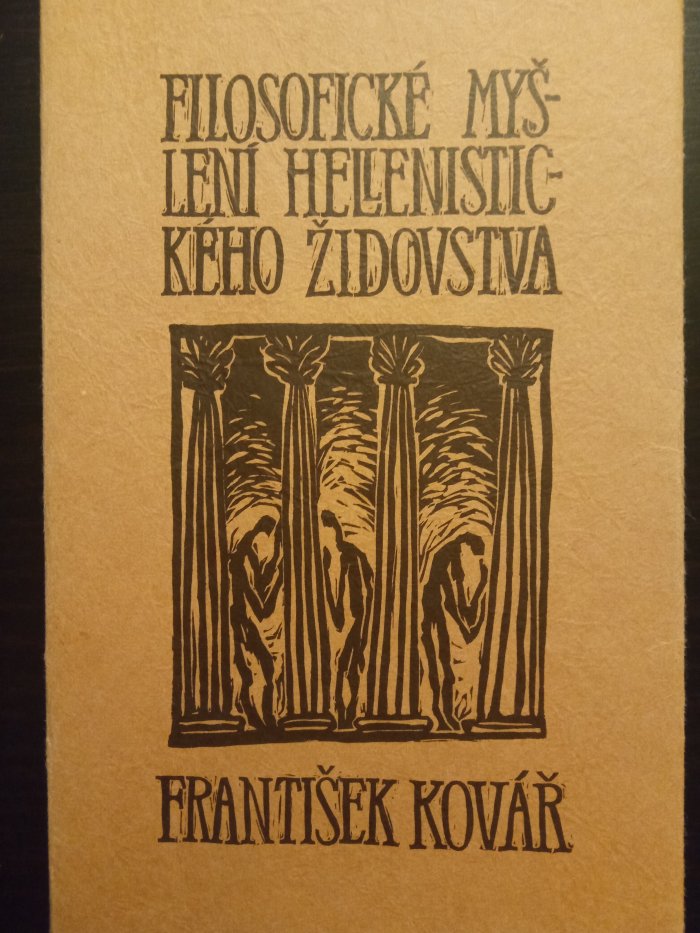 FILOSOFICKÉ MYŠ-
LENÍ HELLENISTIC-
KÉHO ŽIDOVSTVA
FRANTIŠEK KOVÁŘ